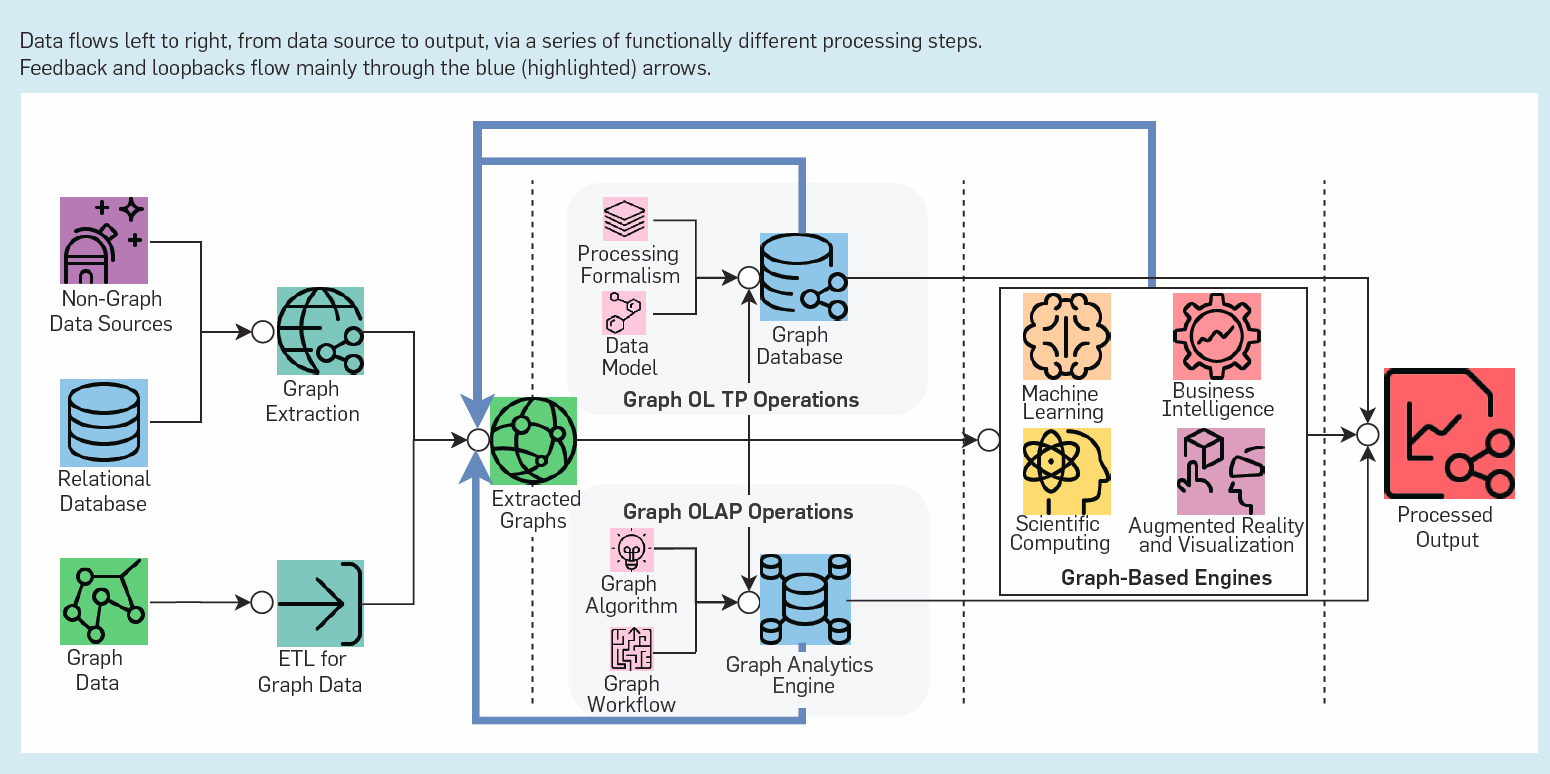 Data flows left to right, from data source to output, via a series of functionally different processing steps.
Feedback and loopbacks flow mainly through the blue (highlighted) arrows.
Non-Graph
Data Sources
Relational
Database
Graph
Data
Graph
Extraction
ETL for
Graph Data
Extracted
Graphs
Processing
Formalism
Data
Model
Graph
Database
Graph OL TP Operations
Graph OLAP Operations
Graph
Algorithm
Graph
Workflow
Graph Analytics
Engine
Machine
Learning
Business
Intelligence
Scientific
Computing
Augmented Reality
and Visualization
Graph-Based Engines
Processed
Output